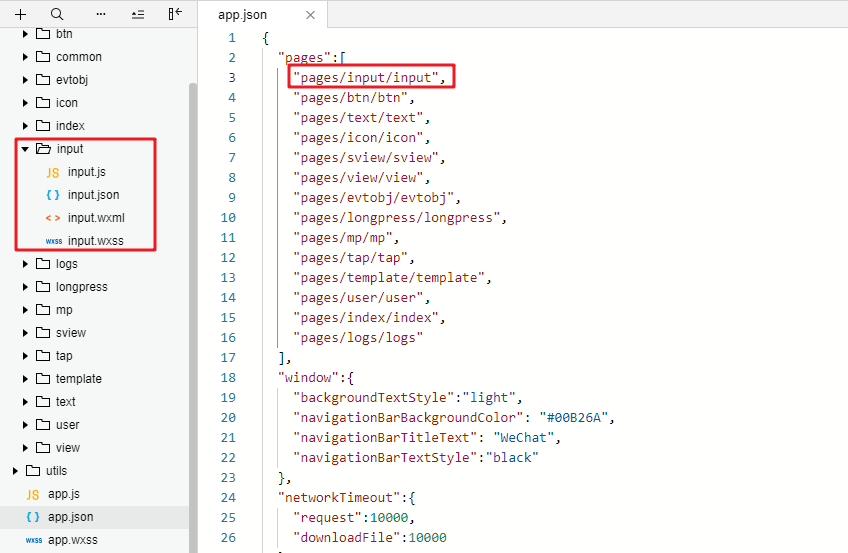 btn
common
evtobj
icon
index
input
JS input.js
{ } input.json
< > input.wxml
wxss input.wxss
logs
longpress
mp
sview
tap
template
text
user
view
utils
JS app.js
{ } app.json
wxss app.wxss
app.json
1 {
2 "pages":[
3 "pages/input/input",
4 "pages/btn/btn",
5 "pages/text/text",
6 "pages/icon/icon",
7 "pages/sview/sview",
8 "pages/view/view",
9 "pages/evtobj/evtobj",
10 "pages/longpress/longpress",
11 "pages/mp/mp",
12 "pages/tap/tap",
13 "pages/template/template",
14 "pages/user/user",
15 "pages/index/index",
16 "pages/logs/logs"
17 ],
18 "window":{
19 "backgroundTextStyle":"light",
20 "navigationBarBackgroundColor": "#00B26A",
21 "navigationBarTitleText": "WeChat",
22 "navigationBarTextStyle":"black"
23 },
24 "networkTimeout":{
25 "request":10000,
26 "downloadFile":10000